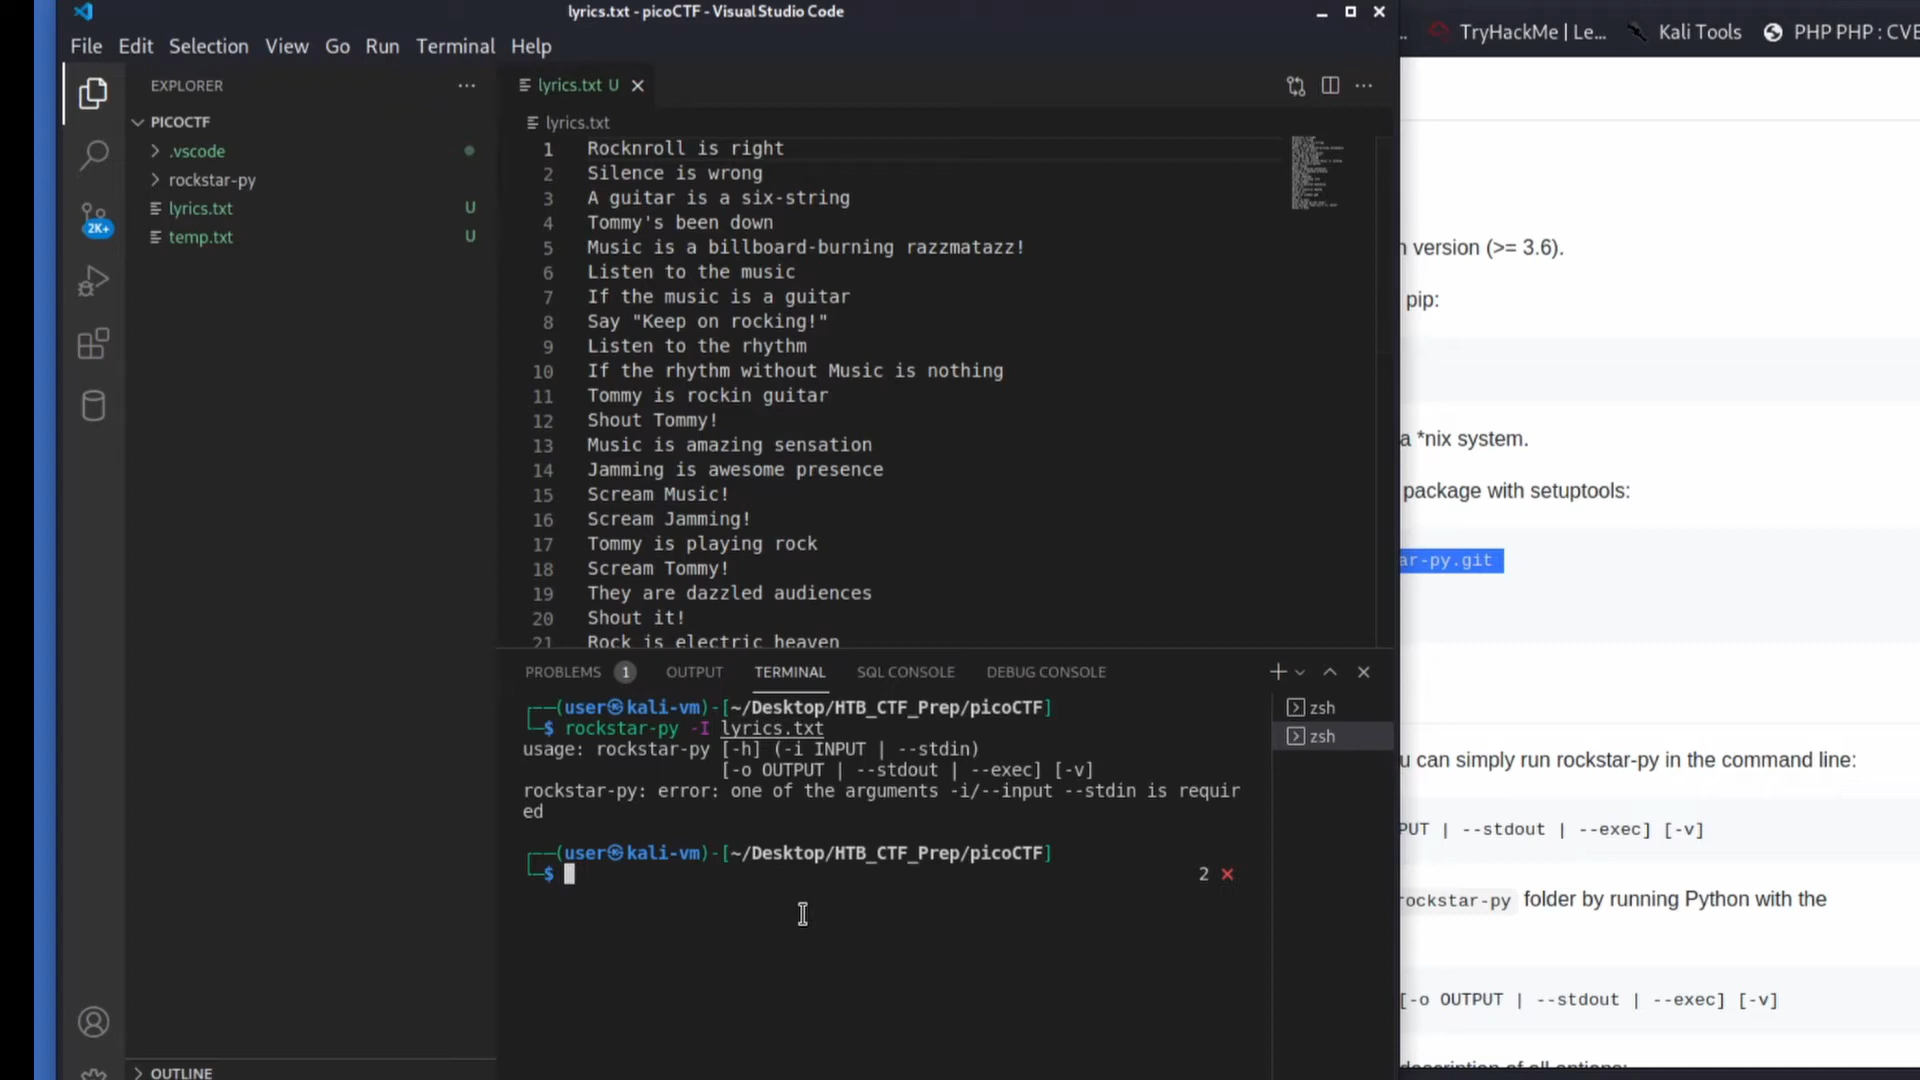 lyrics.txt - picoCTF - Visual Studio Code
File Edit Selection View Go Run Terminal Help
TryHackMe | Le... Kali Tools PHP PHP : CVE
EXPLORER
PICOCTF
.vscode
rockstar-py
lyrics.txt U
temp.txt U
2K+
OUTLINE
lyrics.txt U
lyrics.txt
1 Rocknroll is right
2 Silence is wrong
3 A guitar is a six-string
4 Tommy's been down
5 Music is a billboard-burning razzmatazz!
6 Listen to the music
7 If the music is a guitar
8 Say "Keep on rocking!"
9 Listen to the rhythm
10 If the rhythm without Music is nothing
11 Tommy is rockin guitar
12 Shout Tommy!
13 Music is amazing sensation
14 Jamming is awesome presence
15 Scream Music!
16 Scream Jamming!
17 Tommy is playing rock
18 Scream Tommy!
19 They are dazzled audiences
20 Shout it!
21 Rock is electric heaven
PROBLEMS 1 OUTPUT TERMINAL SQL CONSOLE DEBUG CONSOLE
(user㉿kali-vm)-[~/Desktop/HTB_CTF_Prep/picoCTF]
$ rockstar-py -I lyrics.txt
usage: rockstar-py [-h] (-i INPUT | --stdin)
[-o OUTPUT | --stdout | --exec] [-v]
rockstar-py: error: one of the arguments -i/--input --stdin is requir
ed
(user㉿kali-vm)-[~/Desktop/HTB_CTF_Prep/picoCTF]
$ 2 ✗
zsh
zsh
version (>= 3.6).
pip:
a *nix system.
package with setuptools:
ar-py.git
u can simply run rockstar-py in the command line:
PUT | --stdout | --exec] [-v]
rockstar-py folder by running Python with the
[-o OUTPUT | --stdout | --exec] [-v]